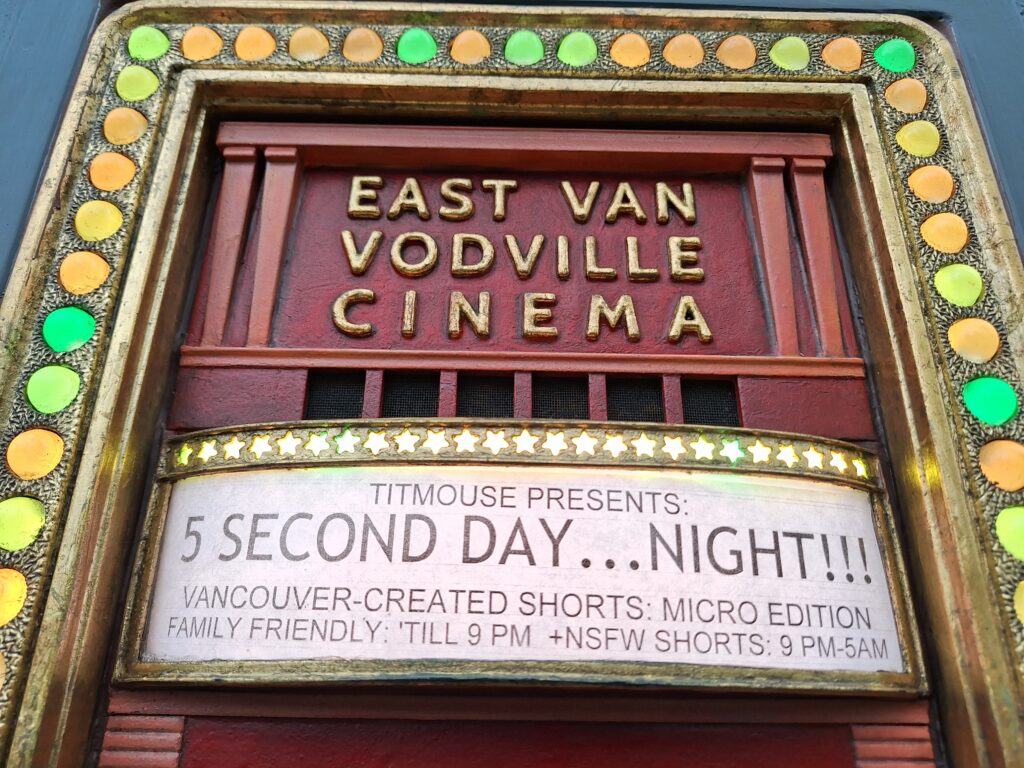 EAST VAN
VODVILLE
CINEMA
TITMOUSE PRESENTS:
5 SECOND DAY...NIGHT!!!
VANCOUVER-CREATED SHORTS: MICRO EDITION
FAMILY FRIENDLY: 'TILL 9 PM +NSFW SHORTS: 9 PM-5AM